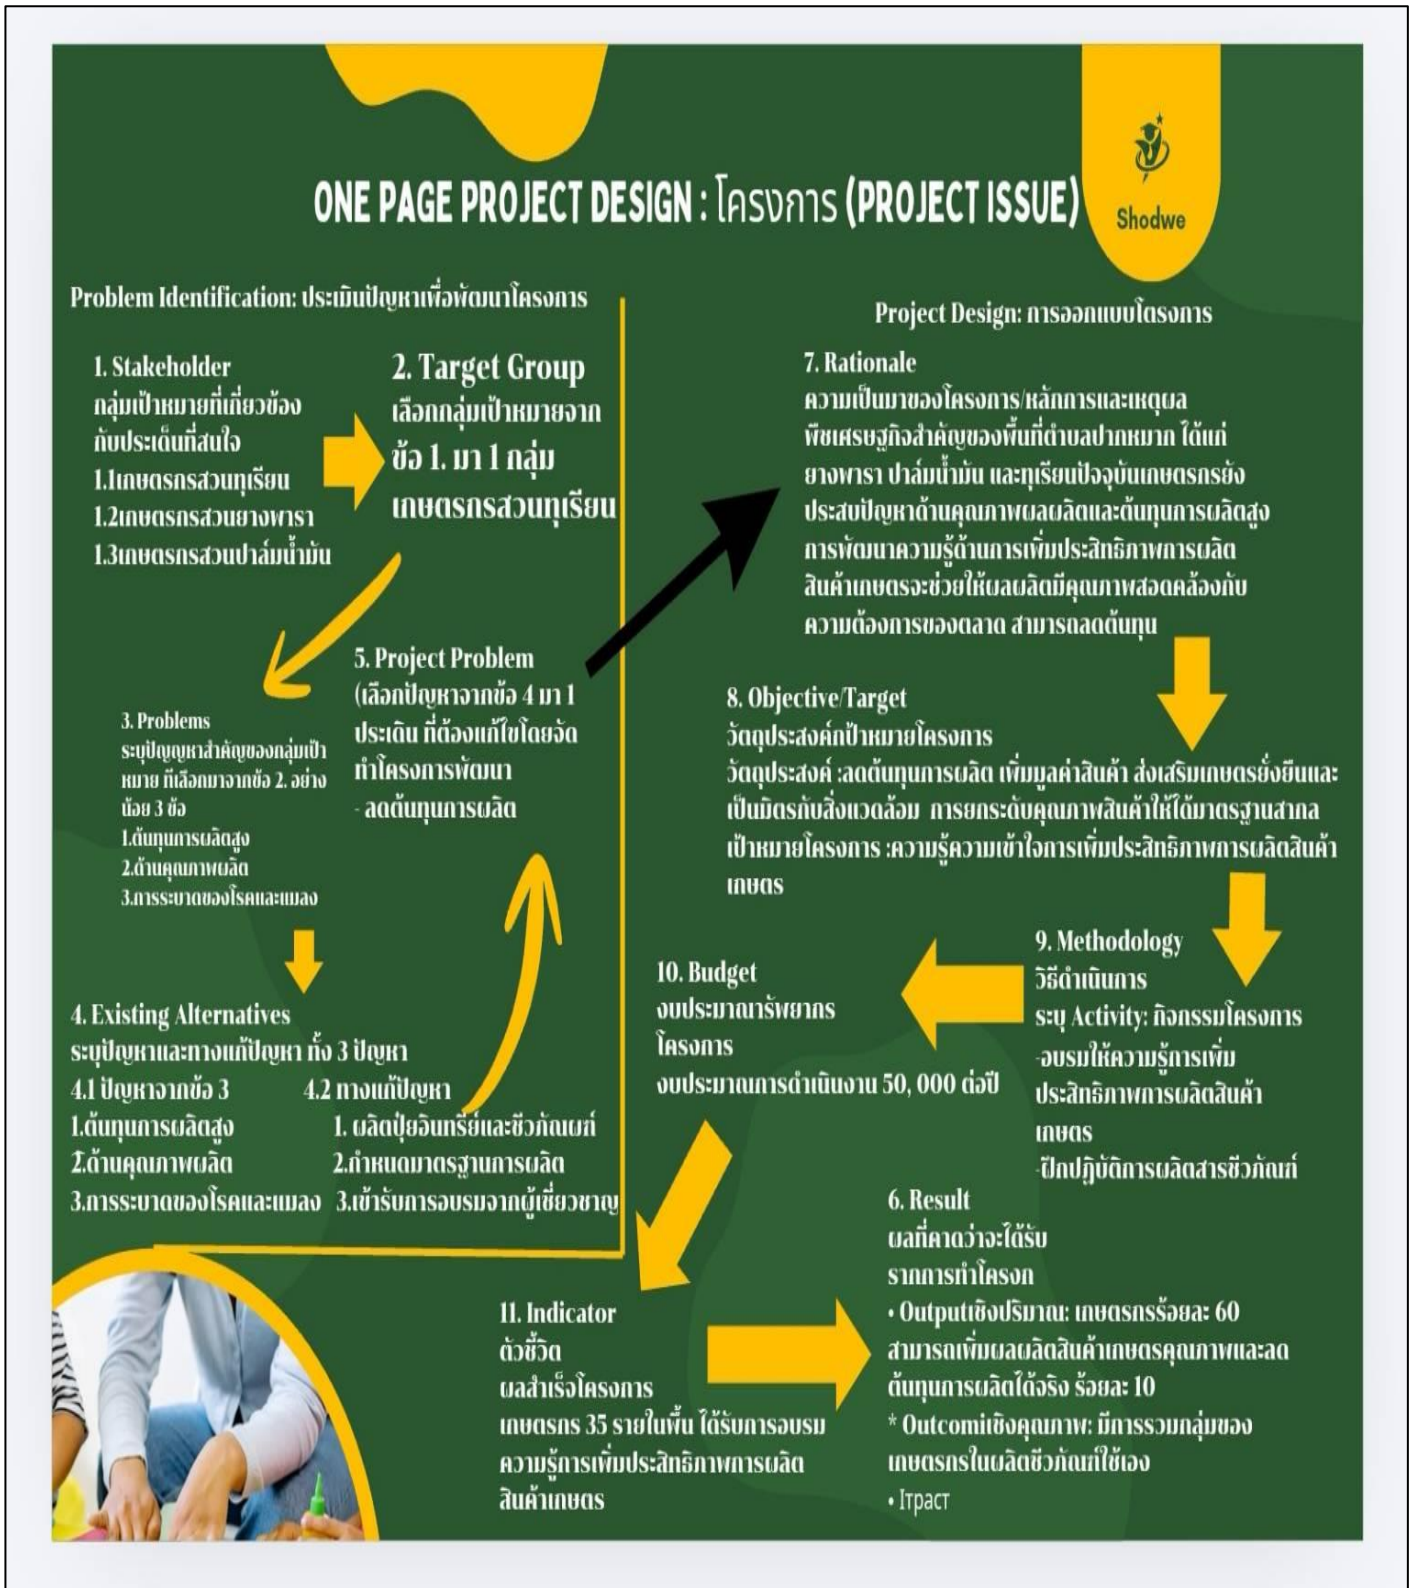 ONE PAGE PROJECT DESIGN : โครงการ (PROJECT ISSUE)
Shodwe
Problem Identification: ประเมินปัญหาเพื่อพัฒนาโครงการ
1. Stakeholder
กลุ่มเป้าหมายที่เกี่ยวข้อง
กับประเด็นที่สนใจ
1.1เกษตรกรสวนทุเรียน
1.2เกษตรกรสวนยางพารา
1.3เกษตรกรสวนปาล์มน้ำมัน
2. Target Group
เลือกกลุ่มเป้าหมายจาก
ข้อ 1. มา 1 กลุ่ม
เกษตรกรสวนทุเรียน
3. Problems
ระบุปัญญหาสำคัญของกลุ่มเป้า
หมาย ที่เลือกมาจากข้อ 2. อย่าง
น้อย 3 ข้อ
1.ต้นทุนการผลิตสูง
2.ด้านคุณภาพผลิต
3.การระบาดของโรคและแมลง
4. Existing Alternatives
ระบุปัญหาและทางแก้ปัญหา ทั้ง 3 ปัญหา
4.1 ปัญหาจากข้อ 3
1.ต้นทุนการผลิตสูง
2.ด้านคุณภาพผลิต
3.การระบาดของโรคและแมลง
4.2 ทางแก้ปัญหา
1. ผลิตปุ๋ยอินทรีย์และชีวภัณผฑ์
2.กำหนดมาตรฐานการผลิต
3.เข้ารับการอบรมจากผู้เชี่ยวชาญ
5. Project Problem
(เลือกปัญหาจากข้อ 4 มา 1
ประเดิน ที่ต้องแก้ไขโดยจัด
ทำโครงการพัฒนา
- ลดต้นทุนการผลิต
Project Design: การออกแบบโตรงการ
7. Rationale
ความเป็นมาของโครงการ/หลักการและเหตุผล
พืชเศรษฐกิจสำคัญของพื้นที่ตำบลปากหมาก ได้แก่
ยางพารา ปาล์มน้ำมัน และทุเรียนปัจจุบันเกษตรกรยัง
ประสบปัญหาด้านคุณภาพผลผลิตและต้นทุนการผลิตสูง
การพัฒนาความรู้ด้านการเพิ่มประสิทธิภาพการผลิต
สินค้าเกษตรจะช่วยให้ผลผลิตมีคุณภาพสอดคล้องกับ
ความต้องการของตลาด สามารถลดต้นทุน
8. Objective/Target
วัตถุประสงค์กป้าหมายโครงการ
วัตถุประสงค์ :ลดต้นทุนการผลิต เพิ่มมูลค่าสินค้า ส่งเสริมเกษตรยั่งยืนและ
เป็นมิตรกับสิ่งแวดล้อม การยกระดับคุณภาพสินค้าให้ได้มาตรฐานสากล
เป้าหมายโครงการ :ความรู้ความเข้าใจการเพิ่มประสิทธิภาพการผลิตสินค้า
เกษตร
9. Methodology
วิธีดำเนินการ
ระบุ Activity: กิจกรรมโครงการ
-อบรมให้ความรู้การเพิ่ม
ประสิทธิภาพการผลิตสินค้า
เกษตร
-ฝึกปฏิบัติการผลิตสารชีวภัณฑ์
10. Budget
งบประมาณารัพยากร
โครงการ
งบประมาณการดำเนินงาน 50, 000 ต่อปี
11. Indicator
ตัวชี้วิต
ผลสำเร็จโครงการ
เกษตรกร 35 รายในพื้น ได้รับการอบรม
ความรู้การเพิ่มประสิทธิภาพการผลิต
สินค้าเกษตร
6. Result
ผลที่คาดว่าจะได้รับ
รากการทำโครงก
• Outputเชิงปริมาณ: เกษตรกรร้อยละ 60
สามารถเพิ่มผลผลิตสินค้าเกษตรคุณภาพและลด
ต้นทุนการผลิตได้จริง ร้อยละ 10
* Outcomiเชิงคุณภาพ: มีการรวมกลุ่มของ
เกษตรกรในผลิตชีวภัณฑ์ใช้เอง
• Iтpacт